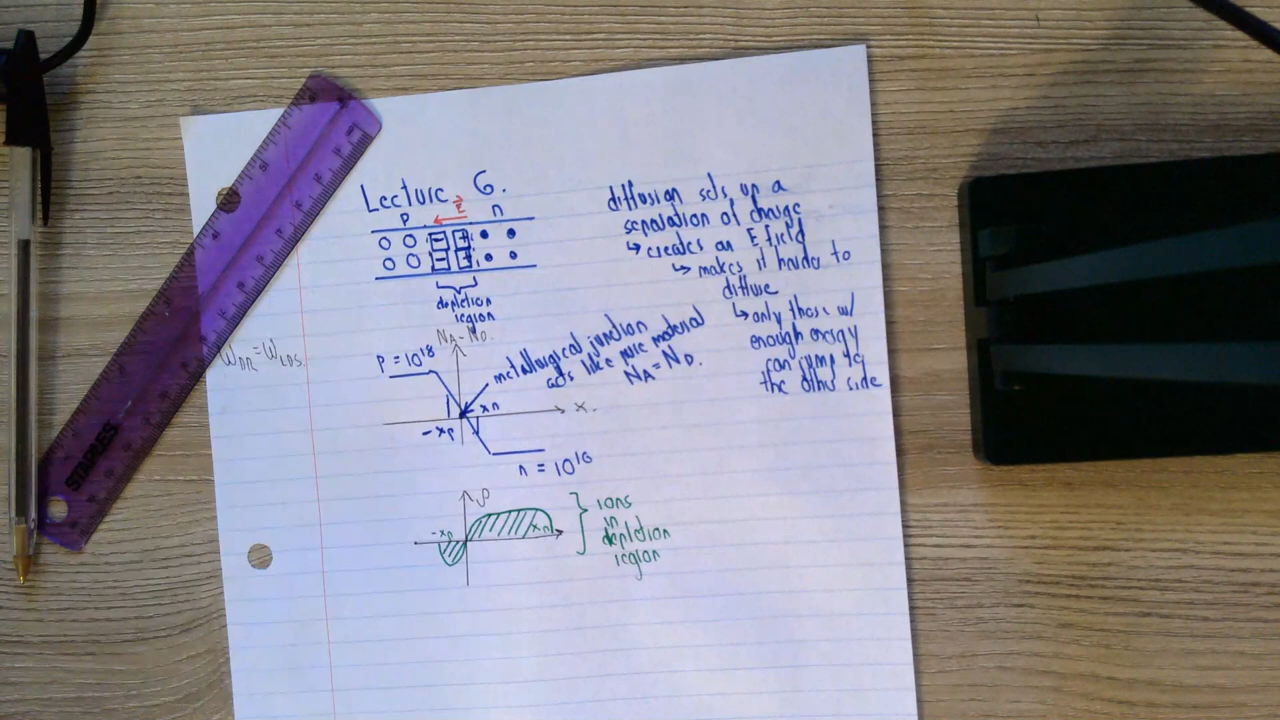 Lecture 6.
E
p n
depletion
region
NA - ND.
p = 10^18
metallurgical junction
acts like pure material
NA = ND.
xn
x.
-xp
n = 10^16
ρ
-xp
xn
ions
in
depletion
region
diffusion sets up a
separation of charge
↳ creates an E field
↳ makes it harder to
diffuse
↳ only those w/
enough energy
can jump to
the other side
STAPLES